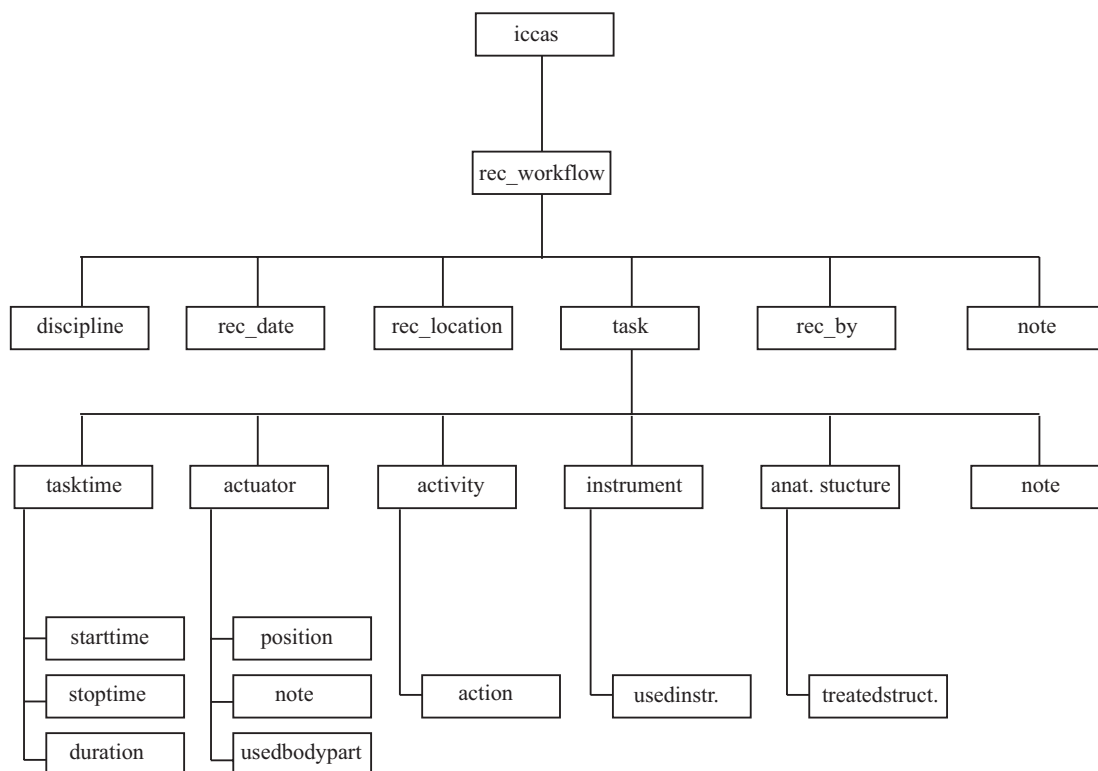 iccas
rec_workflow
discipline
rec_date
rec_location
task
rec_by
note
tasktime
actuator
activity
instrument
anat. stucture
note
starttime
position
stoptime
note
action
usedinstr.
treatedstruct.
duration
usedbodypart